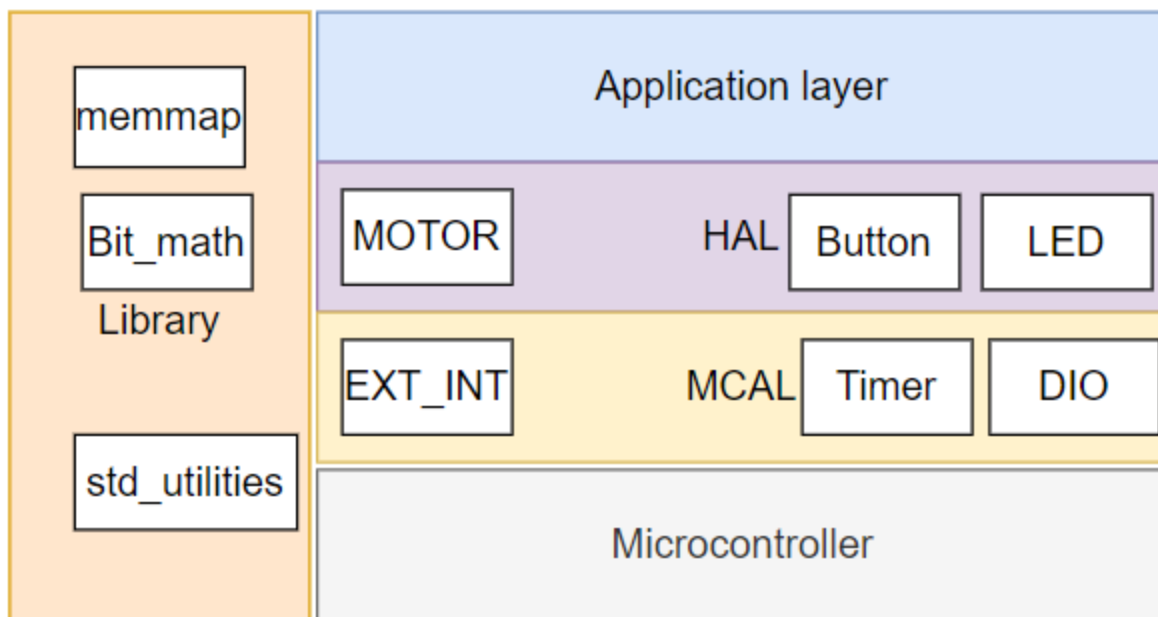 memmap
Bit_math
Library
std_utilities
Application layer
MOTOR HAL Button LED
EXT_INT MCAL Timer DIO
Microcontroller